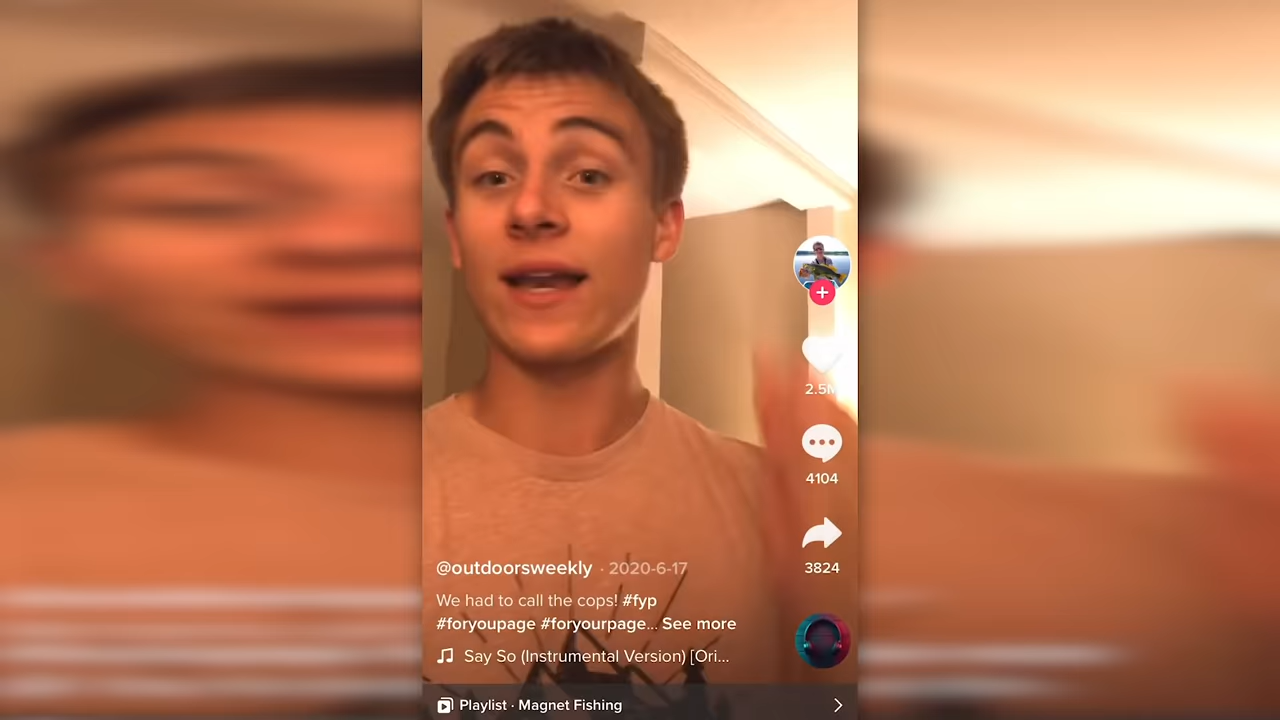 2.5M
4104
3824
@outdoorsweekly · 2020-6-17
We had to call the cops! #fyp
#foryoupage #foryourpage... See more
Say So (Instrumental Version) [Ori...
Playlist · Magnet Fishing